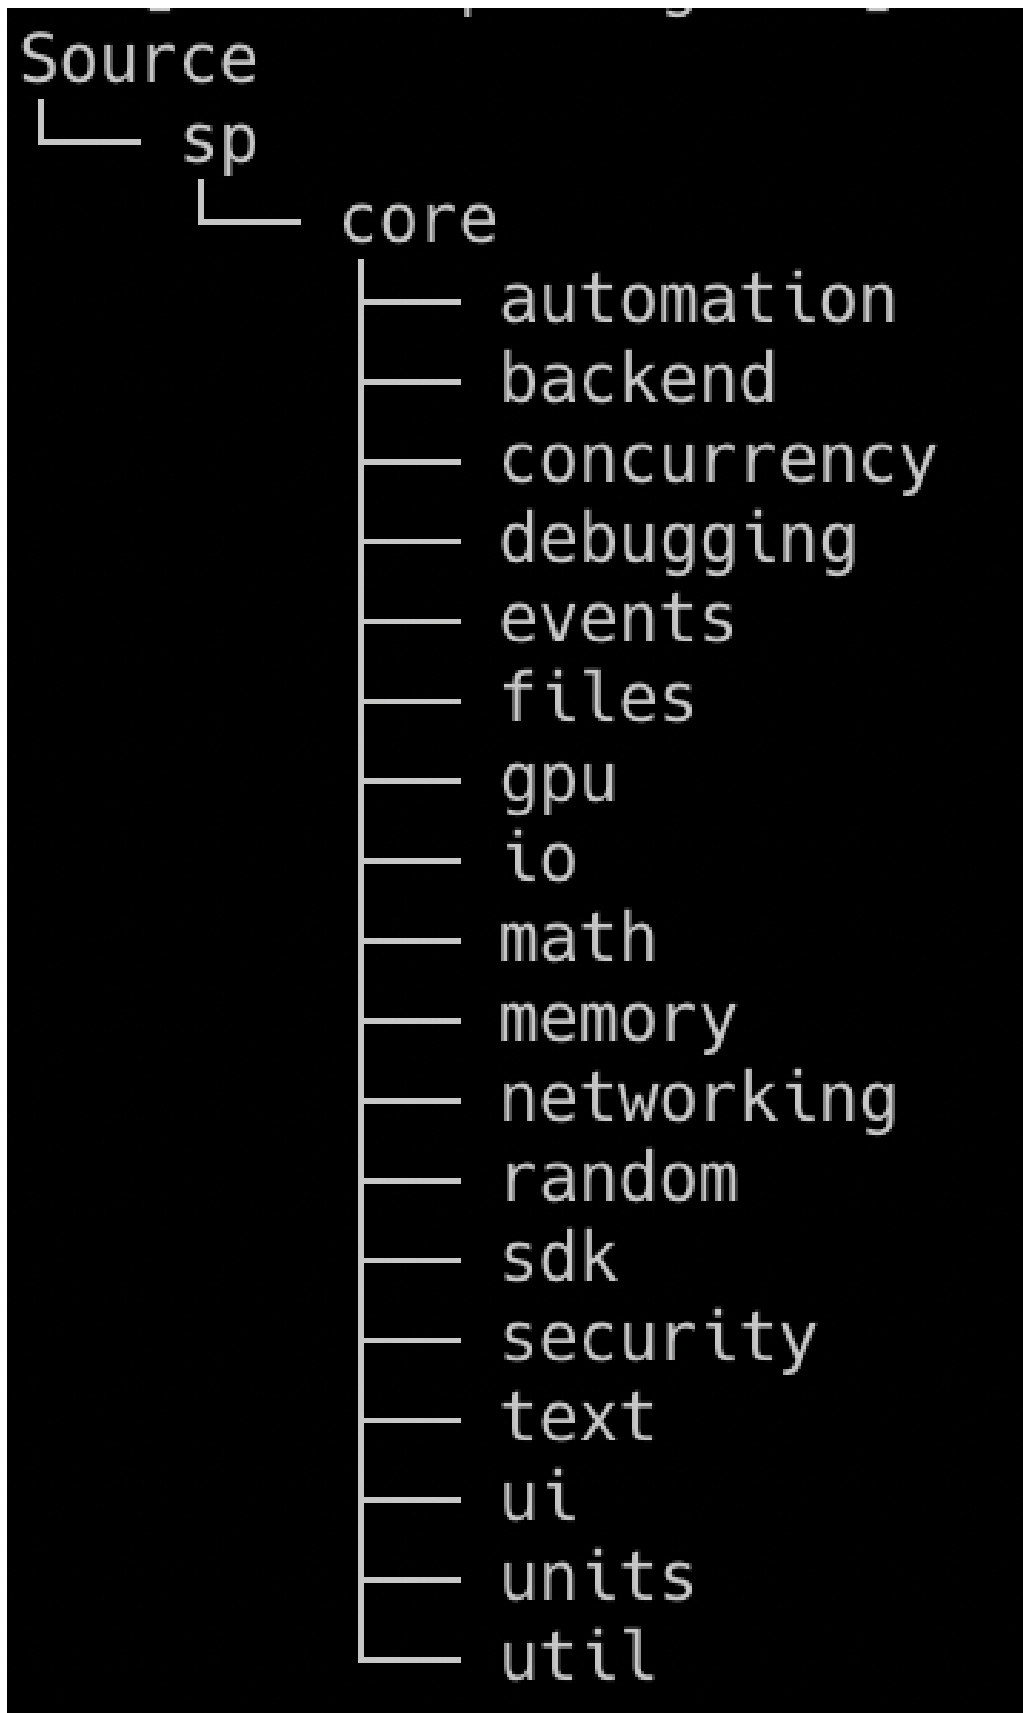 Source
└── sp
└── core
├── automation
├── backend
├── concurrency
├── debugging
├── events
├── files
├── gpu
├── io
├── math
├── memory
├── networking
├── random
├── sdk
├── security
├── text
├── ui
├── units
└── util